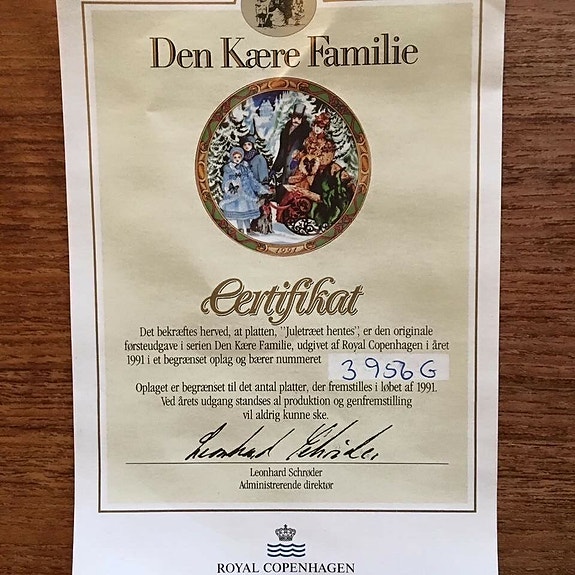 Den Kære Familie
1991
Certifikat
Det bekræftes herved, at platten, "Juletræet hentes", er den originale
førsteudgave i serien Den Kære Familie, udgivet af Royal Copenhagen i året
1991 i et begrænset oplag og bærer nummeret 3956G
Oplaget er begrænset til det antal platter, der fremstilles i løbet af 1991.
Ved årets udgang standses al produktion og genfremstilling
vil aldrig kunne ske.
Leonhard Schrøder
Leonhard Schrøder
Administrerende direktør
ROYAL COPENHAGEN